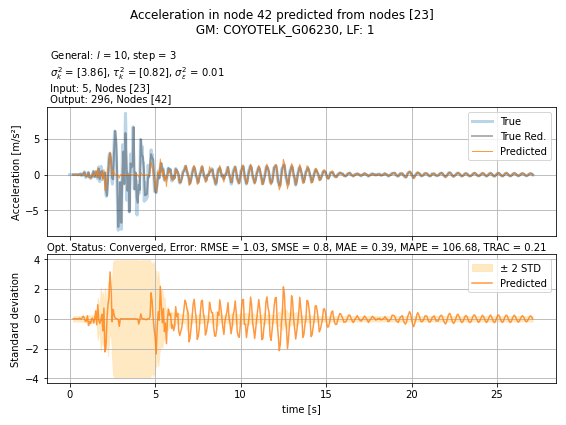 Acceleration in node 42 predicted from nodes [23]
GM: COYOTELK_G06230, LF: 1
General: l = 10, step = 3
σ²ₖ = [3.86], τ²ₖ = [0.82], σ²ₑ = 0.01
Input: 5, Nodes [23]
Output: 296, Nodes [42]
True
True Red.
Predicted
5
0
−5
Acceleration [m/s²]
Opt. Status: Converged, Error: RMSE = 1.03, SMSE = 0.8, MAE = 0.39, MAPE = 106.68, TRAC = 0.21
± 2 STD
Predicted
4
2
0
−2
−4
Standard deviation
0 5 10 15 20 25
time [s]